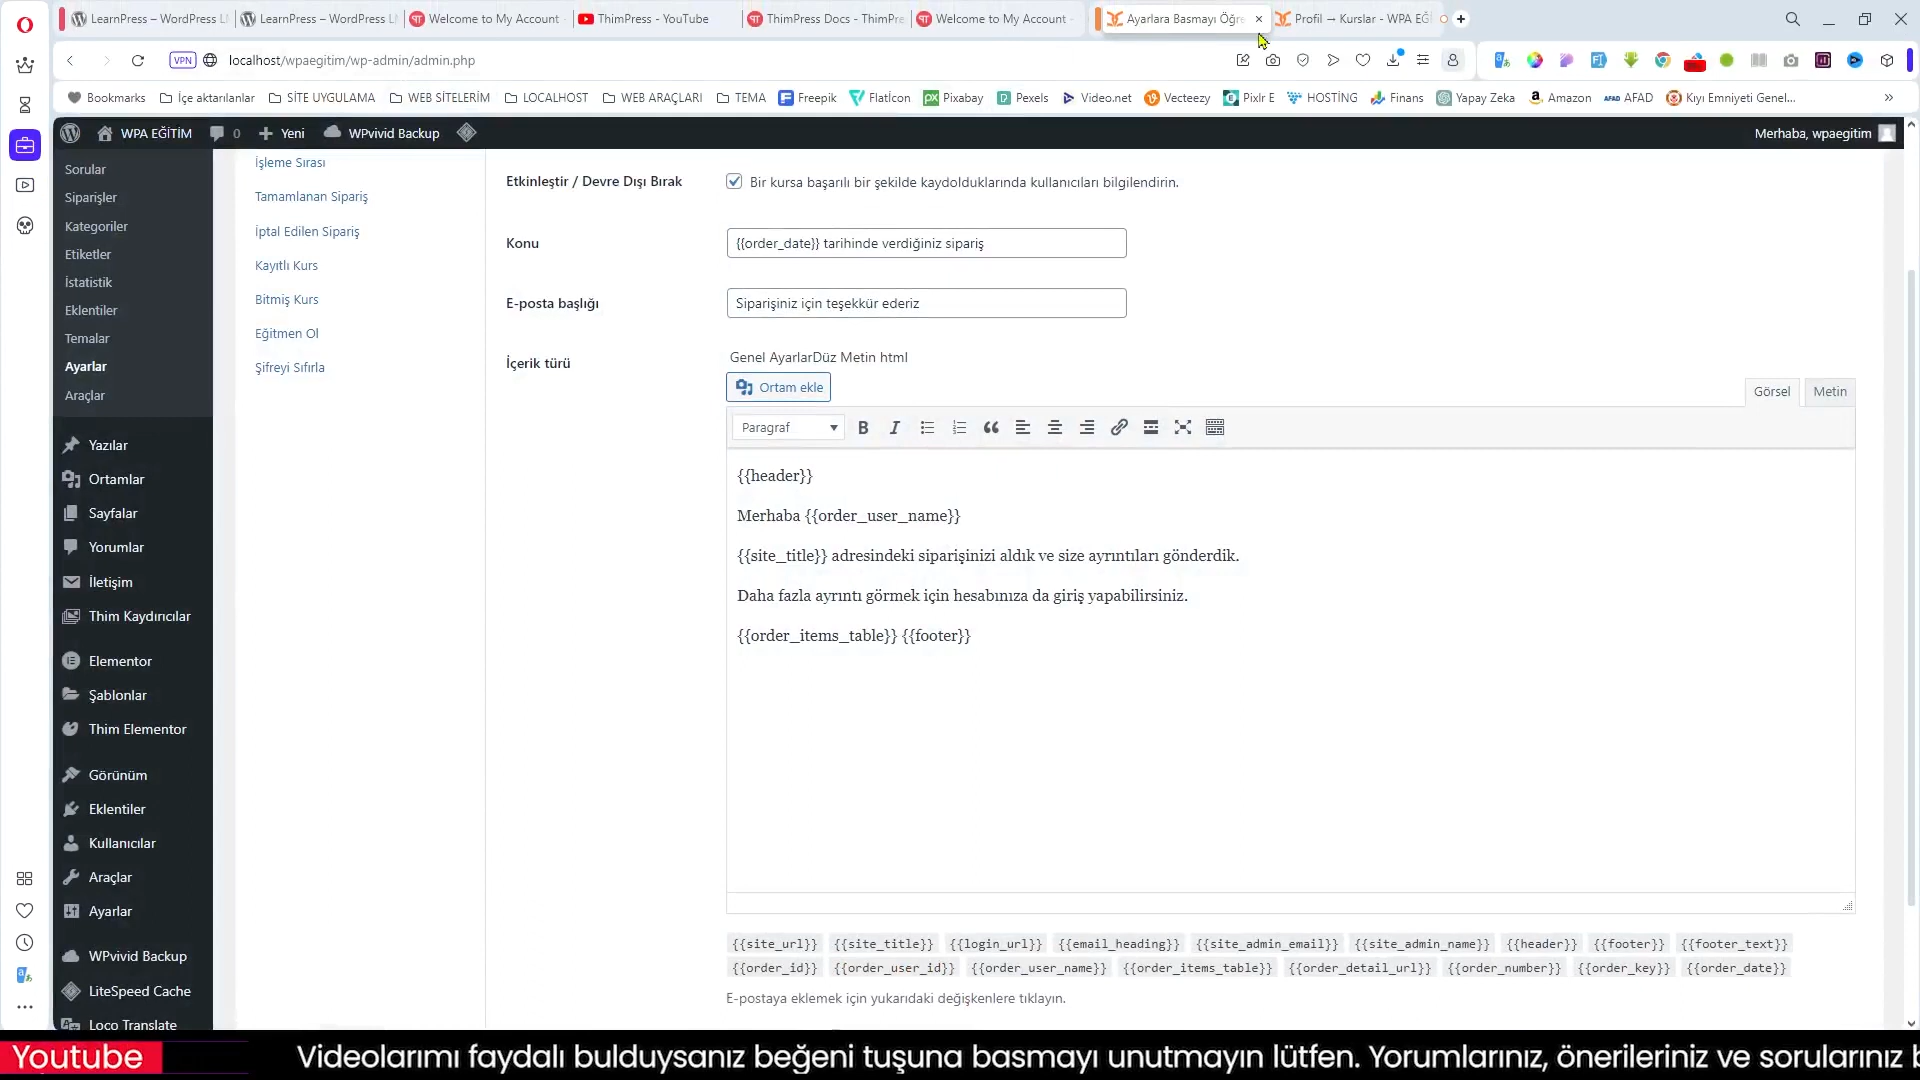 LearnPress – WordPress L
LearnPress – WordPress L
Welcome to My Account
ThimPress - YouTube
ThimPress Docs - ThimPre
Welcome to My Account -
Ayarlara Basmayı Öğre
Profil → Kurslar - WPA EĞİ
VPN
localhost/wpaegitim/wp-admin/admin.php
Bookmarks
İçe aktarılanlar
SİTE UYGULAMA
WEB SİTELERİM
LOCALHOST
WEB ARAÇLARI
TEMA
Freepik
Flatİcon
Pixabay
Pexels
Video.net
Vecteezy
Pixlr E
HOSTİNG
Finans
Yapay Zeka
Amazon
AFAD
Kıyı Emniyeti Genel...
WPA EĞİTİM
0
Yeni
WPvivid Backup
Merhaba, wpaegitim
Sorular
Siparişler
Kategoriler
Etiketler
İstatistik
Eklentiler
Temalar
Ayarlar
Araçlar
Yazılar
Ortamlar
Sayfalar
Yorumlar
İletişim
Thim Kaydırıcılar
Elementor
Şablonlar
Thim Elementor
Görünüm
Eklentiler
Kullanıcılar
Araçlar
Ayarlar
WPvivid Backup
LiteSpeed Cache
Loco Translate
İşleme Sırası
Tamamlanan Sipariş
İptal Edilen Sipariş
Kayıtlı Kurs
Bitmiş Kurs
Eğitmen Ol
Şifreyi Sıfırla
Etkinleştir / Devre Dışı Bırak
Bir kursa başarılı bir şekilde kaydolduklarında kullanıcıları bilgilendirin.
Konu
{{order_date}} tarihinde verdiğiniz sipariş
E-posta başlığı
Siparişiniz için teşekkür ederiz
İçerik türü
Genel AyarlarDüz Metin html
Ortam ekle
Görsel
Metin
Paragraf
{{header}}
Merhaba {{order_user_name}}
{{site_title}} adresindeki siparişinizi aldık ve size ayrıntıları gönderdik.
Daha fazla ayrıntı görmek için hesabınıza da giriş yapabilirsiniz.
{{order_items_table}} {{footer}}
{{site_url}} {{site_title}} {{login_url}} {{email_heading}} {{site_admin_email}} {{site_admin_name}} {{header}} {{footer}} {{footer_text}}
{{order_id}} {{order_user_id}} {{order_user_name}} {{order_items_table}} {{order_detail_url}} {{order_number}} {{order_key}} {{order_date}}
E-postaya eklemek için yukarıdaki değişkenlere tıklayın.
Youtube
Videolarımı faydalı bulduysanız beğeni tuşuna basmayı unutmayın lütfen. Yorumlarınız, önerileriniz ve sorularınız b